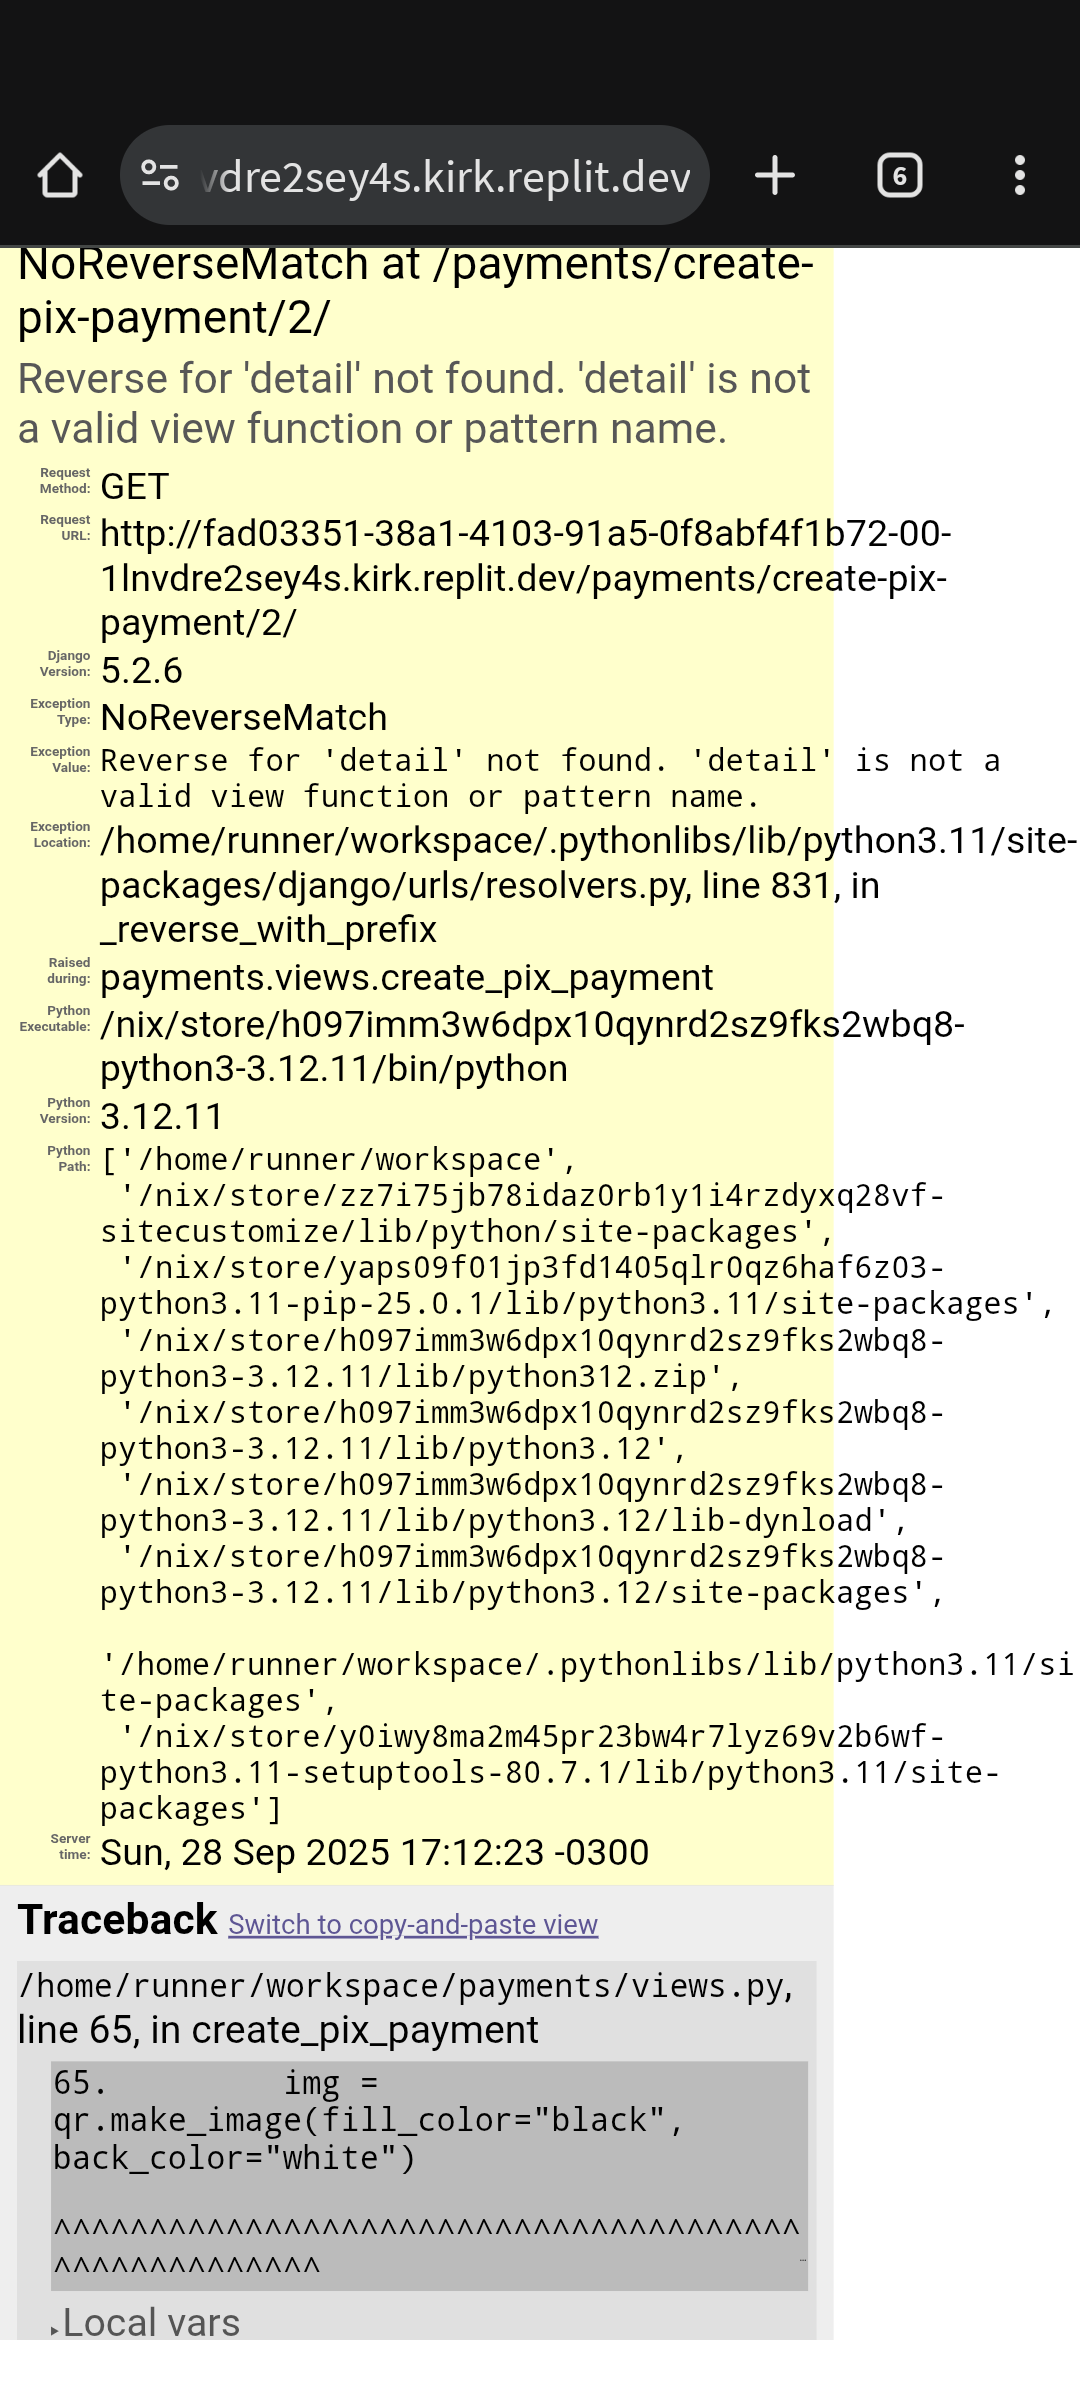 vdre2sey4s.kirk.replit.dev
6
NoReverseMatch at /payments/create-
pix-payment/2/
Reverse for 'detail' not found. 'detail' is not
a valid view function or pattern name.
Request Method: GET
Request URL: http://fad03351-38a1-4103-91a5-0f8abf4f1b72-00-
1lnvdre2sey4s.kirk.replit.dev/payments/create-pix-
payment/2/
Django Version: 5.2.6
Exception Type: NoReverseMatch
Exception Value: Reverse for 'detail' not found. 'detail' is not a
valid view function or pattern name.
Exception Location: /home/runner/workspace/.pythonlibs/lib/python3.11/site-
packages/django/urls/resolvers.py, line 831, in
_reverse_with_prefix
Raised during: payments.views.create_pix_payment
Python Executable: /nix/store/h097imm3w6dpx10qynrd2sz9fks2wbq8-
python3-3.12.11/bin/python
Python Version: 3.12.11
Python Path: ['/home/runner/workspace',
'/nix/store/zz7i75jb78idaz0rb1y1i4rzdyxq28vf-
sitecustomize/lib/python/site-packages',
'/nix/store/yaps09f01jp3fd1405qlr0qz6haf6z03-
python3.11-pip-25.0.1/lib/python3.11/site-packages',
'/nix/store/h097imm3w6dpx10qynrd2sz9fks2wbq8-
python3-3.12.11/lib/python312.zip',
'/nix/store/h097imm3w6dpx10qynrd2sz9fks2wbq8-
python3-3.12.11/lib/python3.12',
'/nix/store/h097imm3w6dpx10qynrd2sz9fks2wbq8-
python3-3.12.11/lib/python3.12/lib-dynload',
'/nix/store/h097imm3w6dpx10qynrd2sz9fks2wbq8-
python3-3.12.11/lib/python3.12/site-packages',
'/home/runner/workspace/.pythonlibs/lib/python3.11/si
te-packages',
'/nix/store/y0iwy8ma2m45pr23bw4r7lyz69v2b6wf-
python3.11-setuptools-80.7.1/lib/python3.11/site-
packages']
Server time: Sun, 28 Sep 2025 17:12:23 -0300
Traceback Switch to copy-and-paste view
/home/runner/workspace/payments/views.py,
line 65, in create_pix_payment
65. img =
qr.make_image(fill_color="black",
back_color="white")
^^^^^^^^^^^^^^^^^^^^^^^^^^^^^^^^^^^^^^^
^^^^^^^^^^^^^^ …
Local vars